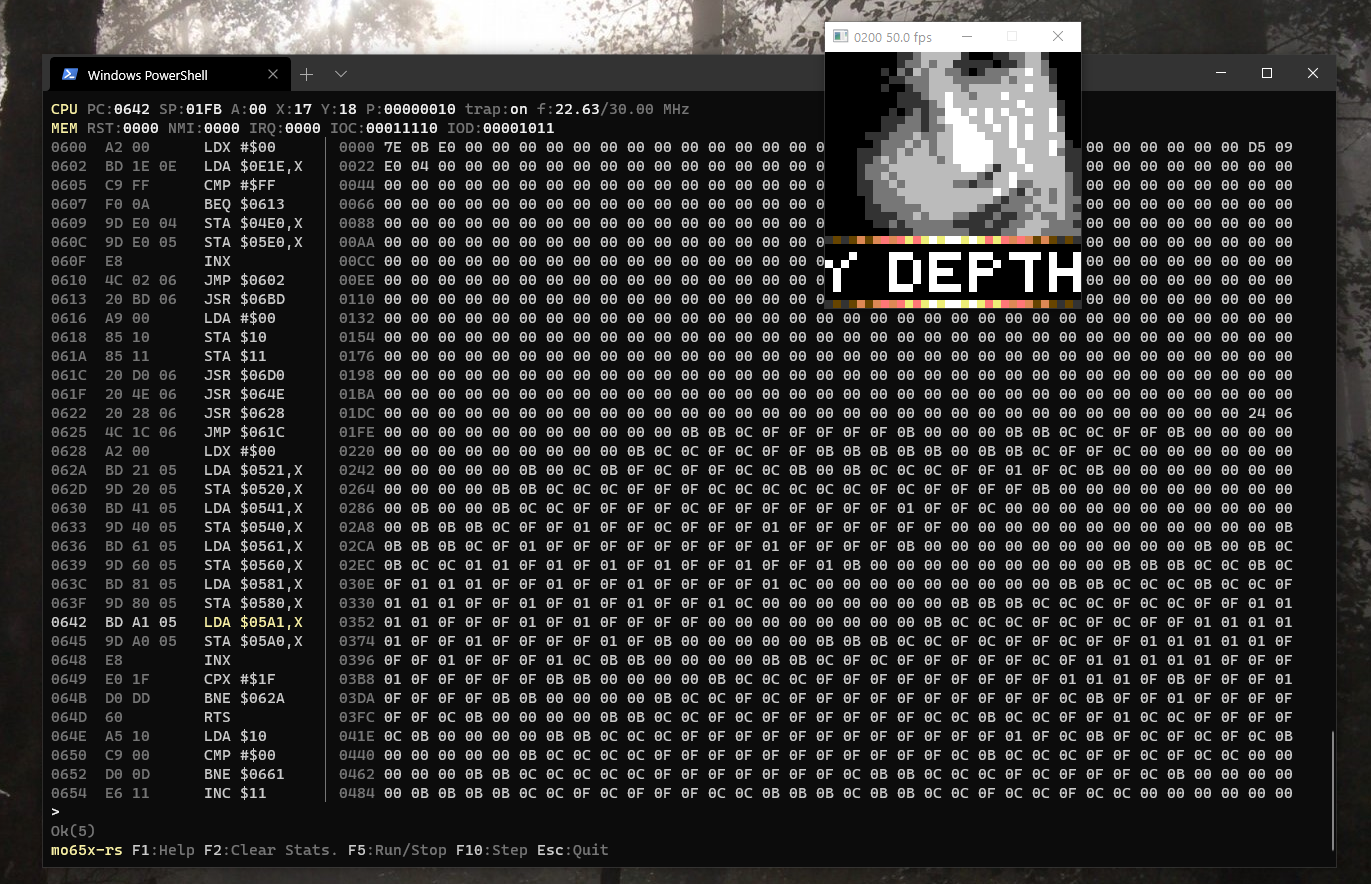 0200 50.0 fps
Windows PowerShell
CPU PC:0642 SP:01FB A:00 X:17 Y:18 P:00000010 trap:on f:22.63/30.00 MHz
MEM RST:0000 NMI:0000 IRQ:0000 IOC:00011110 IOD:00001011
0600 A2 00 LDX #$00 0000 7E 0B E0 00 00 00 00 00 00 00 00 00 00 00 00 00 00 00 00 00 00 00 D5 09
0602 BD 1E 0E LDA $0E1E,X 0022 E0 04 00 00 00 00 00 00 00 00 00 00 00 00 00 00 00 00 00 00 00 00 00 00
0605 C9 FF CMP #$FF 0044 00 00 00 00 00 00 00 00 00 00 00 00 00 00 00 00 00 00 00 00 00 00 00 00
0607 F0 0A BEQ $0613 0066 00 00 00 00 00 00 00 00 00 00 00 00 00 00 00 00 00 00 00 00 00 00 00 00
0609 9D E0 04 STA $04E0,X 0088 00 00 00 00 00 00 00 00 00 00 00 00 00 00 00 00 00 00 00 00 00 00 00 00
060C 9D E0 05 STA $05E0,X 00AA 00 00 00 00 00 00 00 00 00 00 00 00 00 00 00 00 00 00 00 00 00 00 00 00
060F E8 INX 00CC 00 00 00 00 00 00 00 00 00 00 00 00 00 00 00 00 00 00 00 00 00 00 00 00
0610 4C 02 06 JMP $0602 00EE 00 00 00 00 00 00 00 00 00 00 00 00 00 00 00 00 00 00 00 00 00 00 00 00
0613 20 BD 06 JSR $06BD 0110 00 00 00 00 00 00 00 00 00 00 00 00 00 00 00 00 00 00 00 00 00 00 00 00
Y DEPTH
0616 A9 00 LDA #$00 0132 00 00 00 00 00 00 00 00 00 00 00 00 00 00 00 00 00 00 00 00 00 00 00 00 00 00 00 00 00 00 00 00 00 00
0618 85 10 STA $10 0154 00 00 00 00 00 00 00 00 00 00 00 00 00 00 00 00 00 00 00 00 00 00 00 00 00 00 00 00 00 00 00 00 00 00
061A 85 11 STA $11 0176 00 00 00 00 00 00 00 00 00 00 00 00 00 00 00 00 00 00 00 00 00 00 00 00 00 00 00 00 00 00 00 00 00 00
061C 20 D0 06 JSR $06D0 0198 00 00 00 00 00 00 00 00 00 00 00 00 00 00 00 00 00 00 00 00 00 00 00 00 00 00 00 00 00 00 00 00 00 00
061F 20 4E 06 JSR $064E 01BA 00 00 00 00 00 00 00 00 00 00 00 00 00 00 00 00 00 00 00 00 00 00 00 00 00 00 00 00 00 00 00 00 00 00
0622 20 28 06 JSR $0628 01DC 00 00 00 00 00 00 00 00 00 00 00 00 00 00 00 00 00 00 00 00 00 00 00 00 00 00 00 00 00 00 00 00 24 06
0625 4C 1C 06 JMP $061C 01FE 00 00 00 00 00 00 00 00 00 00 00 0B 0B 0C 0F 0F 0F 0F 0F 0B 00 00 00 0B 0B 0C 0C 0F 0F 0B 00 00 00 00
0628 A2 00 LDX #$00 0220 00 00 00 00 00 00 00 00 00 0B 0C 0C 0F 0C 0F 0F 0B 0B 0B 0B 0B 00 0B 0C 0F 0F 0C 00 00 00 00 00 00 00
062A BD 21 05 LDA $0521,X 0242 00 00 00 00 00 0B 00 0C 0B 0F 0C 0F 0F 0C 0C 0B 00 0B 0C 0C 0C 0F 0F 01 0F 0C 0B 00 00 00 00 00 00 00
062D 9D 20 05 STA $0520,X 0264 00 00 00 00 0B 0B 0C 0C 0C 0F 0F 0F 0C 0C 0C 0C 0C 0C 0F 0C 0F 0F 0F 0F 0B 00 00 00 00 00 00 00 00 00
0630 BD 41 05 LDA $0541,X 0286 00 0B 00 00 0B 0C 0C 0F 0F 0F 0F 0C 0F 0F 0F 0F 0F 0F 0F 01 0F 0F 0C 00 00 00 00 00 00 00 00 00 00 00
0633 9D 40 05 STA $0540,X 02A8 00 0B 0B 0B 0C 0F 0F 01 0F 0F 0C 0F 0F 0F 01 0F 0F 0F 0F 0F 0F 00 00 00 00 00 00 00 00 00 00 00 00 0B
0636 BD 61 05 LDA $0561,X 02CA 0B 0B 0B 0C 0F 01 0F 0F 0F 0F 0F 0F 0F 0F 01 0F 0F 0F 0F 0B 00 00 00 00 00 00 00 00 00 00 0B 00 0B 0C
0639 9D 60 05 STA $0560,X 02EC 0B 0C 0C 01 01 0F 01 0F 01 0F 01 0F 0F 01 0F 0F 01 0B 00 00 00 00 00 00 00 00 00 0B 0B 0B 0C 0C 0B 0C
063C BD 81 05 LDA $0581,X 030E 0F 01 01 01 0F 0F 01 0F 0F 01 0F 0F 0F 0F 01 0C 00 00 00 00 00 00 00 00 00 0B 0B 0C 0C 0C 0B 0C 0C 0F
063F 9D 80 05 STA $0580,X 0330 01 01 01 0F 0F 01 0F 01 0F 01 0F 0F 01 0C 00 00 00 00 00 00 00 0B 0B 0B 0C 0C 0C 0F 0C 0F 0F 0F 01 01
0642 BD A1 05 LDA $05A1,X 0352 01 01 0F 0F 0F 01 0F 01 0F 0F 0F 0F 00 00 00 00 00 00 00 00 0B 0C 0C 0F 0C 0F 0C 0F 0F 0F 01 01 01 01
0645 9D A0 05 STA $05A0,X 0374 01 0F 0F 01 0F 0F 0F 0F 01 0F 0B 00 00 00 00 00 0B 0B 0B 0C 0F 0C 0F 0F 0F 0F 0F 0F 01 01 01 01 01 0F
0648 E8 INX 0396 0F 0F 01 0F 0F 0F 01 0C 0B 0B 00 00 00 00 0B 0B 0C 0F 0C 0F 0F 0F 0F 0F 0C 0F 01 01 01 01 01 0F 0F 0F
0649 E0 1F CPX #$1F 03B8 01 0F 0F 0F 0F 0F 0B 0B 00 00 00 00 0B 0C 0C 0C 0F 0F 0F 0F 0F 0F 0F 0F 0F 01 01 01 0F 0B 0F 0F 0F 01
064B D0 DD BNE $062A 03DA 0F 0F 0F 0F 0B 0B 00 00 00 00 0B 0C 0C 0F 0C 0F 0F 0F 0F 0F 0F 0F 0F 0F 0F 0C 0B 0F 0F 01 0F 0F 0F 0F
064D 60 RTS 03FC 0F 0F 0C 0B 00 00 00 00 0B 0B 0C 0C 0F 0C 0F 0F 0F 0F 0F 0F 0C 0C 0B 0C 0C 0F 0F 01 0C 0F 0F 0F 0F 0F
064E A5 10 LDA $10 041E 0C 0B 00 00 00 00 0B 0B 0C 0C 0C 0F 0F 0F 0F 0F 0F 0F 0F 0F 0F 0F 0F 01 0F 0C 0B 0F 0C 0F 0C 0F 0C 0B
0650 C9 00 CMP #$00 0440 00 00 00 00 00 0B 0C 0C 0C 0C 0F 0F 0F 0F 0F 0F 0F 0F 0F 0F 0F 0C 0B 0C 0C 0C 0F 0F 0C 0F 0F 0C 00 00
0652 D0 0D BNE $0661 0462 00 00 00 0B 0B 0C 0C 0C 0C 0C 0F 0F 0F 0F 0F 0F 0F 0C 0B 0B 0C 0C 0C 0C 0F 0F 0C 0F 0C 0B 00 00 00 00
0654 E6 11 INC $11 0484 00 0B 0B 0B 0C 0C 0F 0C 0F 0F 0F 0F 0C 0C 0B 0B 0B 0C 0B 0B 0C 0C 0F 0C 0C 0F 0C 0C 00 00 00 00 00 00
>
Ok(5)
mo65x-rs F1:Help F2:Clear Stats. F5:Run/Stop F10:Step Esc:Quit